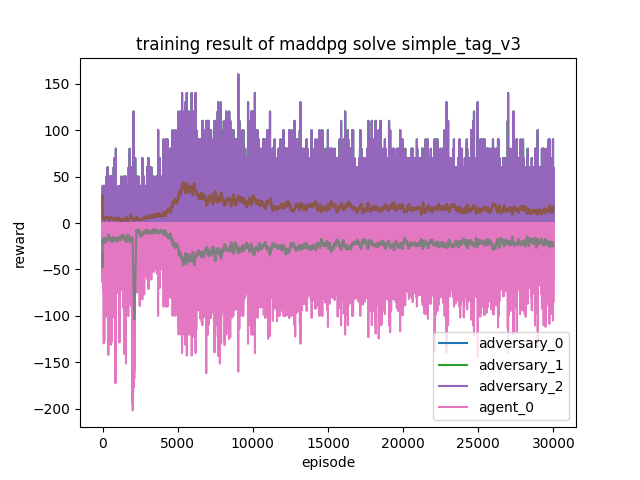 training result of maddpg solve simple_tag_v3
150
100
50
0
−50
−100
−150
−200
reward
adversary_0
adversary_1
adversary_2
agent_0
0
5000
10000
15000
20000
25000
30000
episode